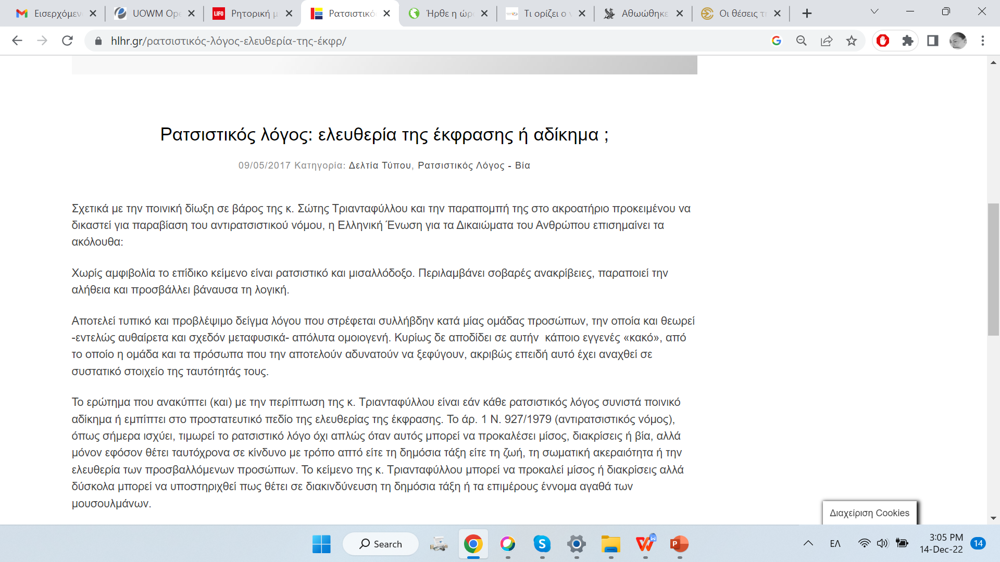 Εισερχόμεν
UOWM Ope
Ρητορική μ
Ρατσιστικό
Ήρθε η ώρ
Τι ορίζει ο ν
Αθωώθηκε
Οι θέσεις τ
hlhr.gr/ρατσιστικός-λόγος-ελευθερία-της-έκφρ/
Ρατσιστικός λόγος: ελευθερία της έκφρασης ή αδίκημα ;
09/05/2017 Κατηγορία: Δελτία Τύπου, Ρατσιστικός Λόγος - Βία
Σχετικά με την ποινική δίωξη σε βάρος της κ. Σώτης Τριανταφύλλου και την παραπομπή της στο ακροατήριο προκειμένου να
δικαστεί για παραβίαση του αντιρατσιστικού νόμου, η Ελληνική Ένωση για τα Δικαιώματα του Ανθρώπου επισημαίνει τα
ακόλουθα:
Χωρίς αμφιβολία το επίδικο κείμενο είναι ρατσιστικό και μισαλλόδοξο. Περιλαμβάνει σοβαρές ανακρίβειες, παραποιεί την
αλήθεια και προσβάλλει βάναυσα τη λογική.
Αποτελεί τυπικό και προβλέψιμο δείγμα λόγου που στρέφεται συλλήβδην κατά μίας ομάδας προσώπων, την οποία και θεωρεί
-εντελώς αυθαίρετα και σχεδόν μεταφυσικά- απόλυτα ομοιογενή. Κυρίως δε αποδίδει σε αυτήν  κάποιο εγγενές «κακό», από
το οποίο η ομάδα και τα πρόσωπα που την αποτελούν αδυνατούν να ξεφύγουν, ακριβώς επειδή αυτό έχει αναχθεί σε
συστατικό στοιχείο της ταυτότητάς τους.
Το ερώτημα που ανακύπτει (και) με την περίπτωση της κ. Τριανταφύλλου είναι εάν κάθε ρατσιστικός λόγος συνιστά ποινικό
αδίκημα ή εμπίπτει στο προστατευτικό πεδίο της ελευθερίας της έκφρασης. Το άρ. 1 Ν. 927/1979 (αντιρατσιστικός νόμος),
όπως σήμερα ισχύει, τιμωρεί το ρατσιστικό λόγο όχι απλώς όταν αυτός μπορεί να προκαλέσει μίσος, διακρίσεις ή βία, αλλά
μόνον εφόσον θέτει ταυτόχρονα σε κίνδυνο με τρόπο απτό είτε τη δημόσια τάξη είτε τη ζωή, τη σωματική ακεραιότητα ή την
ελευθερία των προσβαλλόμενων προσώπων. Το κείμενο της κ. Τριανταφύλλου μπορεί να προκαλεί μίσος ή διακρίσεις αλλά
δύσκολα μπορεί να υποστηριχθεί πως θέτει σε διακινδύνευση τη δημόσια τάξη ή τα επιμέρους έννομα αγαθά των
μουσουλμάνων.
Διαχείριση Cookies
Search
ΕΛ
3:05 PM
14-Dec-22
14